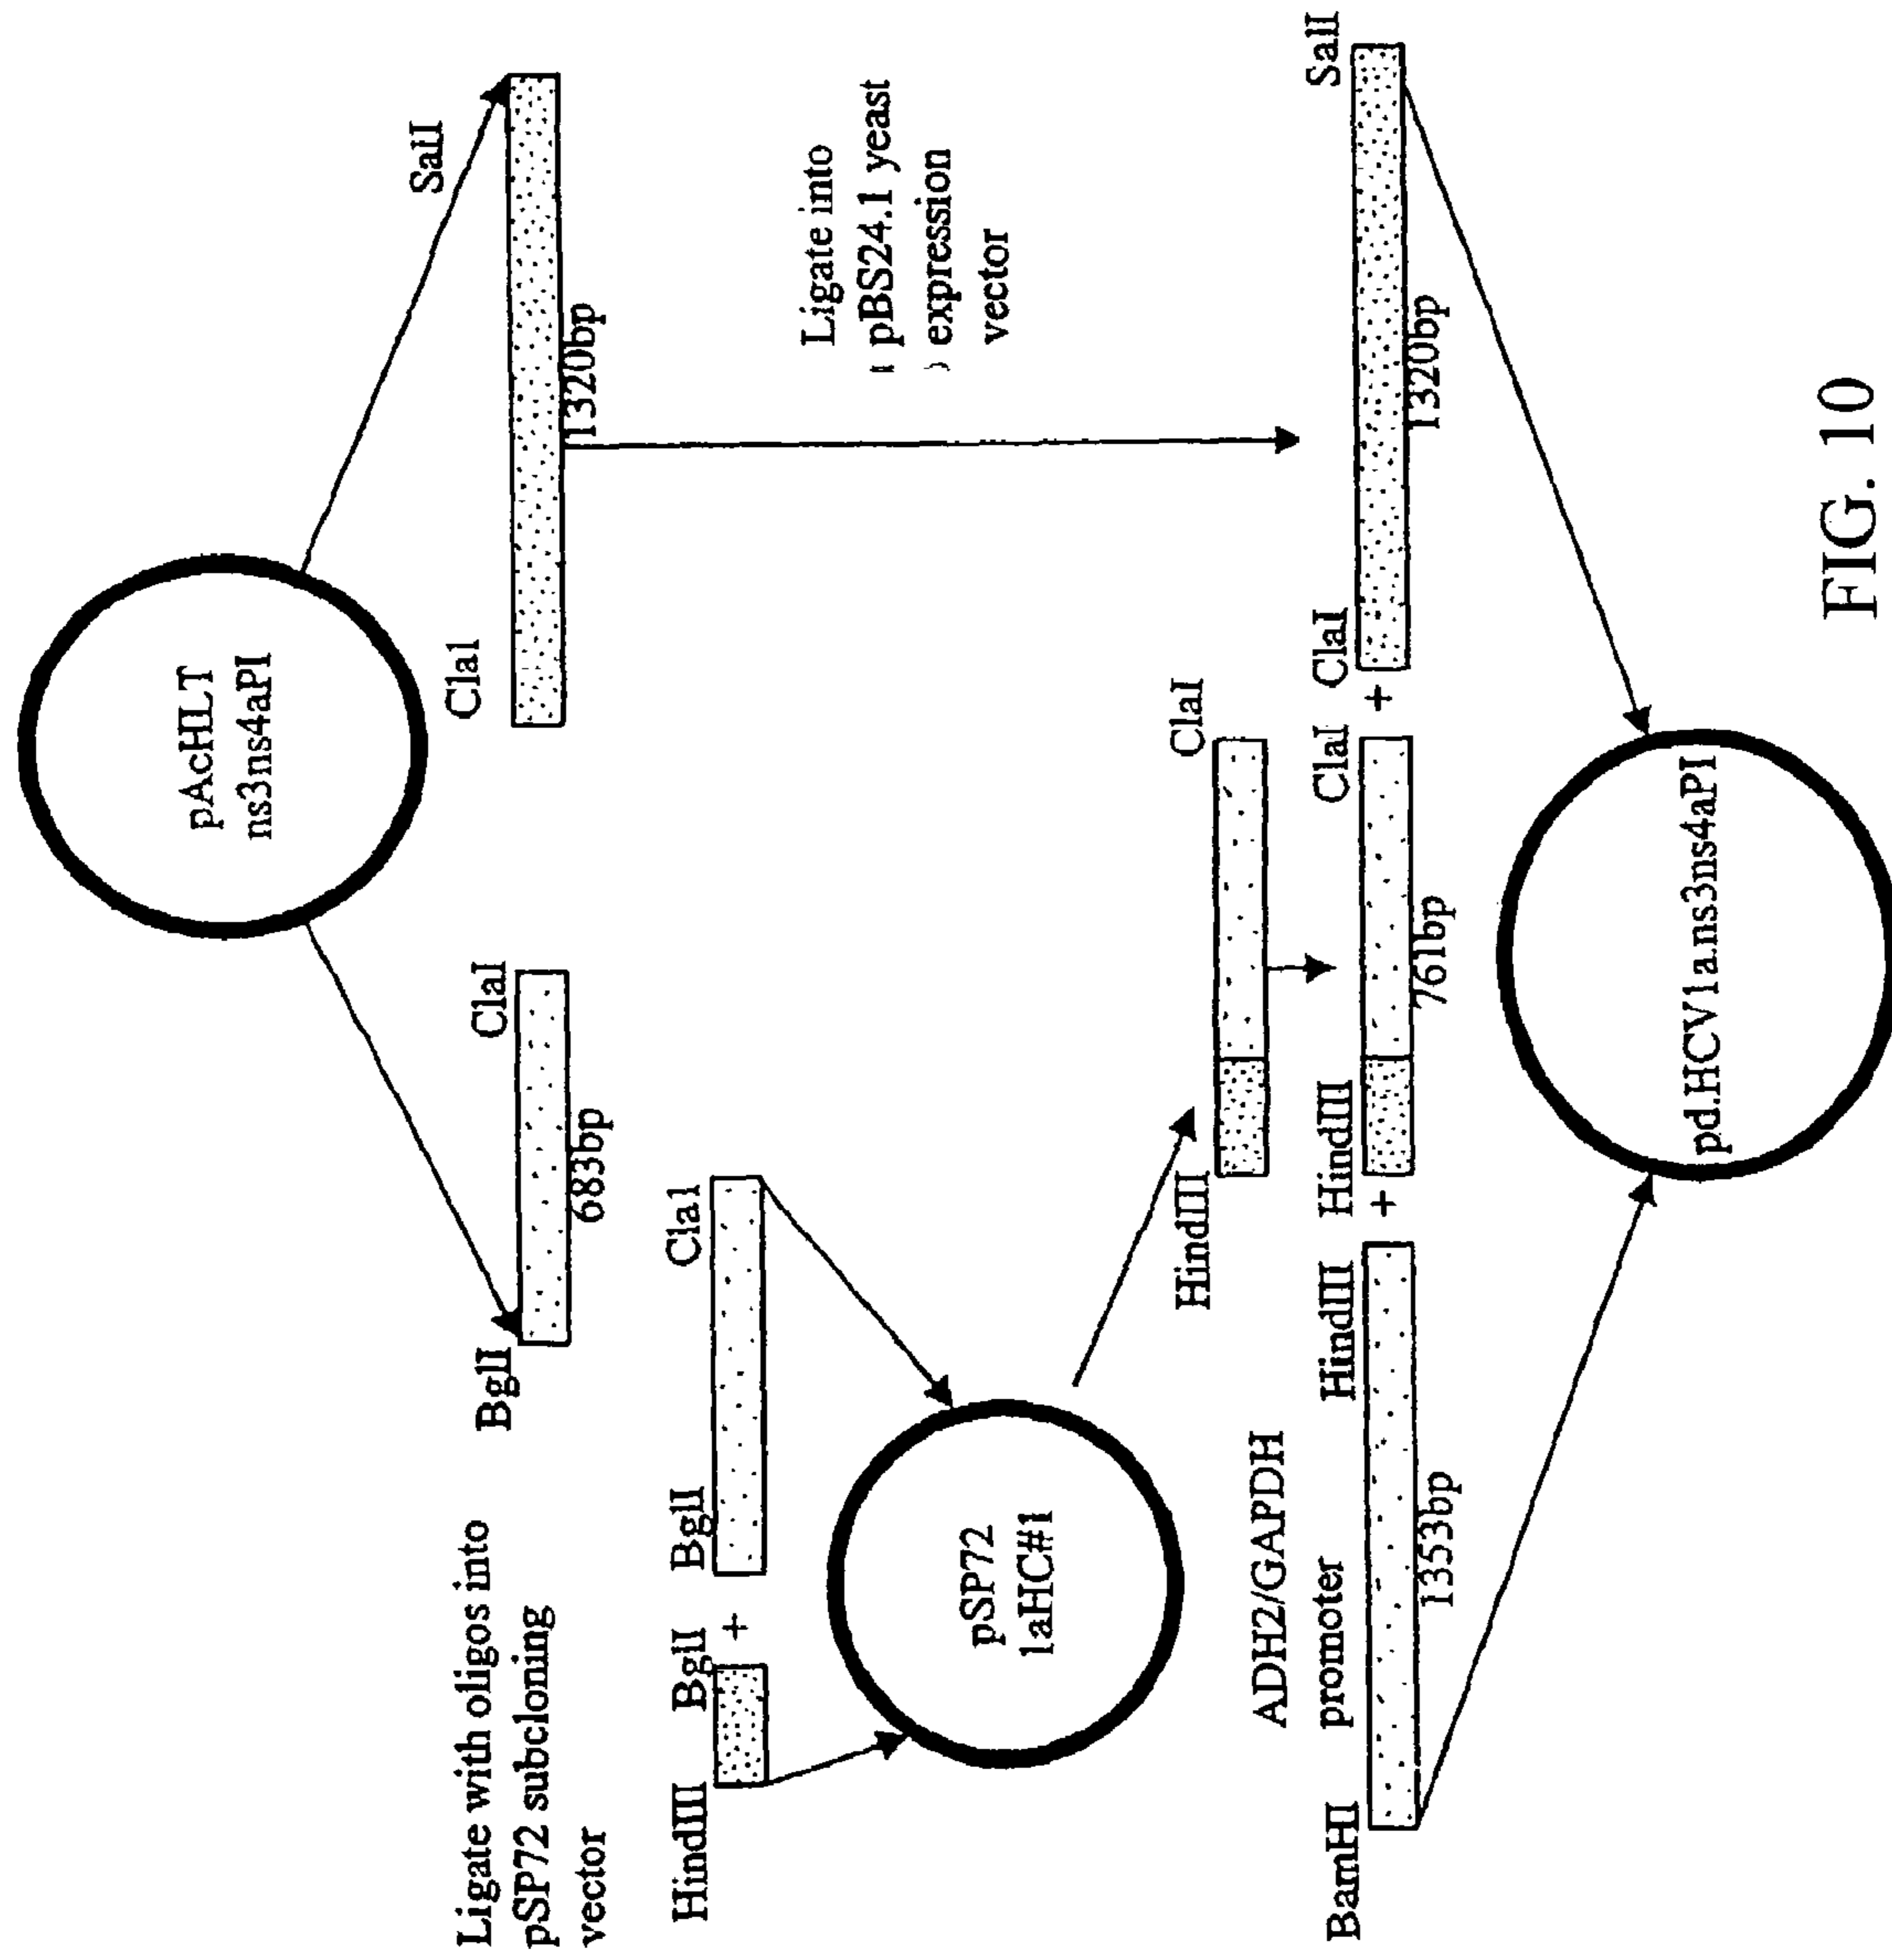 pAcHLT
ns3ns4aPI
SalI
Cla1
1320bp
ClaI
BglI
683bp
Ligate with oligos into
pSP72 subcloning
vector
Ligate into
pBS24.1 yeast
expression
vector
HindIII BglI + BglI Cla1
pSP72
1aHC#1
HindIII ClaI
ADH2/GAPDH
BamHI promoter HindIII + HindIII ClaI + ClaI SalI
1353bp 761bp 1320bp
pd.HCV1a.ns3ns4aPI
FIG. 10